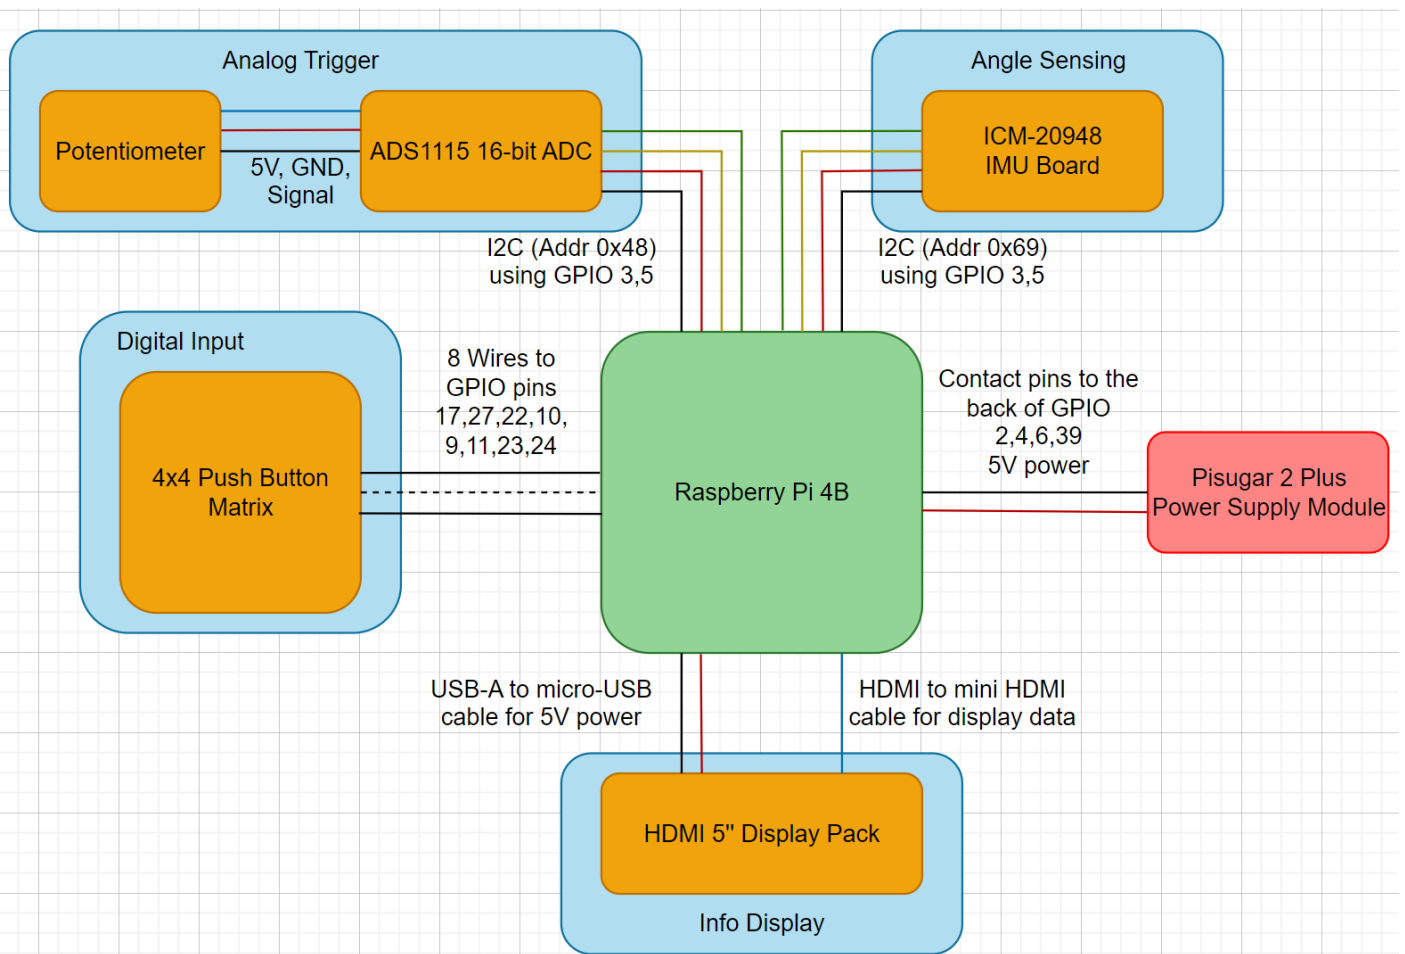 Analog Trigger
Potentiometer
5V, GND,
Signal
ADS1115 16-bit ADC
I2C (Addr 0x48)
using GPIO 3,5
Angle Sensing
ICM-20948
IMU Board
I2C (Addr 0x69)
using GPIO 3,5
Digital Input
4x4 Push Button
Matrix
8 Wires to
GPIO pins
17,27,22,10,
9,11,23,24
Raspberry Pi 4B
Contact pins to the
back of GPIO
2,4,6,39
5V power
Pisugar 2 Plus
Power Supply Module
USB-A to micro-USB
cable for 5V power
HDMI to mini HDMI
cable for display data
HDMI 5" Display Pack
Info Display